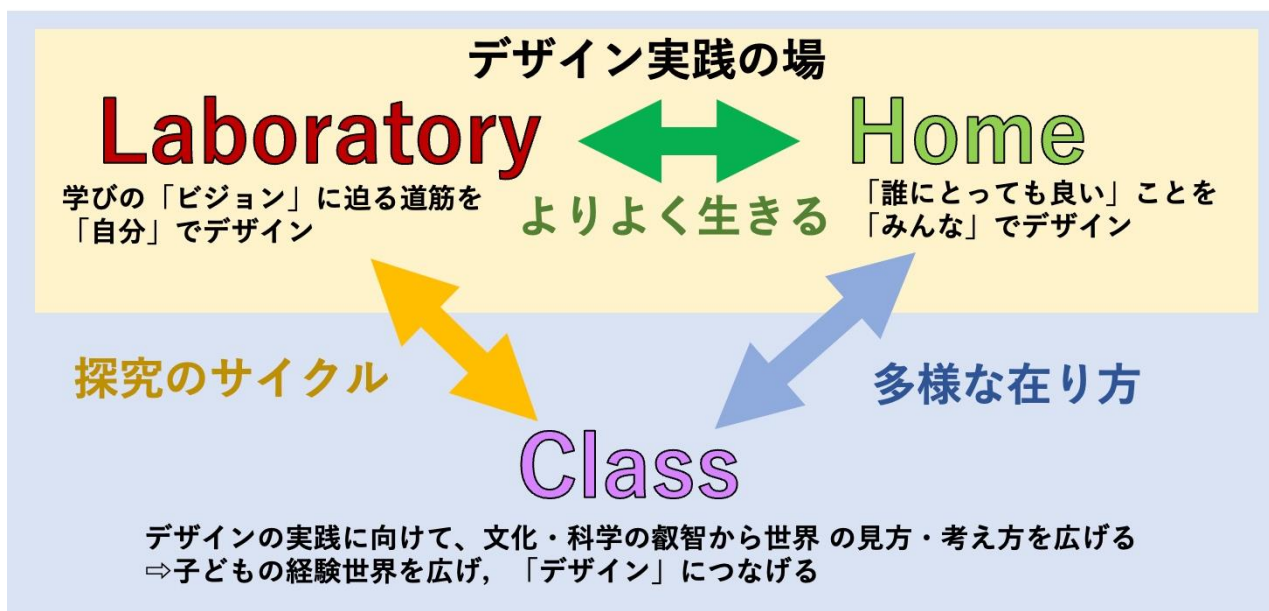 デザイン実践の場
Laboratory
Home
学びの「ビジョン」に迫る道筋を
「自分」でデザイン
よりよく生きる
「誰にとっても良い」ことを
「みんな」でデザイン
探究のサイクル
多様な在り方
Class
デザインの実践に向けて、文化・科学の叡智から世界 の見方・考え方を広げる
⇨子どもの経験世界を広げ,「デザイン」につなげる